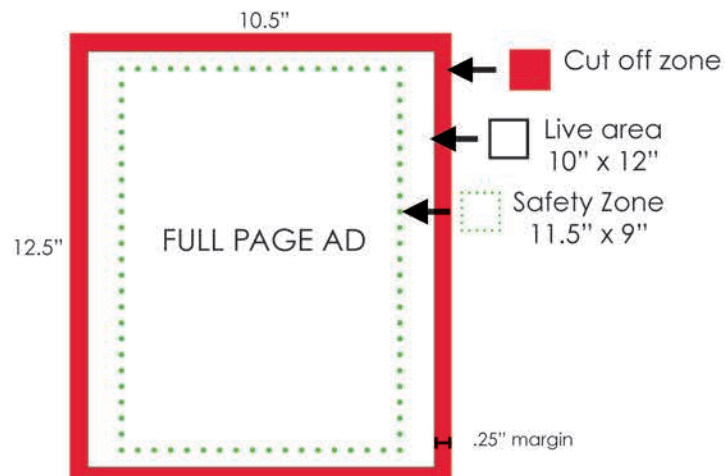 10.5”
Cut off zone
Live area
10” x 12”
Safety Zone
11.5” x 9”
12.5”
FULL PAGE AD
.25” margin